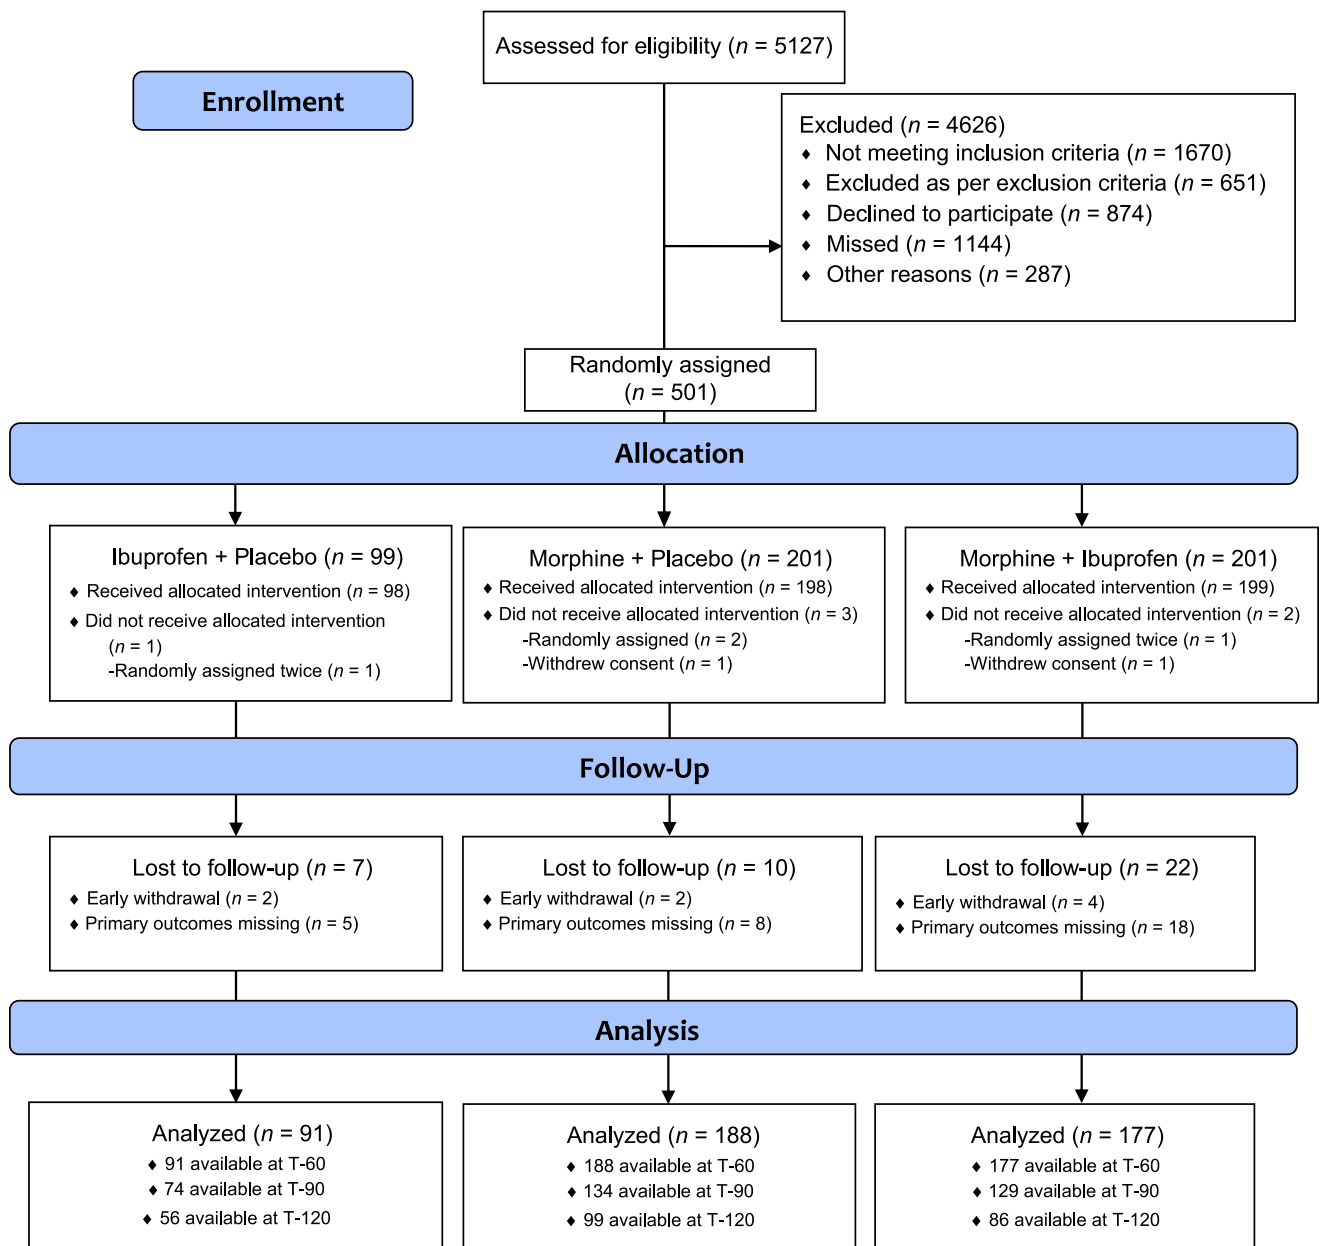 Assessed for eligibility (n = 5127)
Enrollment
Excluded (n = 4626)
♦ Not meeting inclusion criteria (n = 1670)
♦ Excluded as per exclusion criteria (n = 651)
♦ Declined to participate (n = 874)
♦ Missed (n = 1144)
♦ Other reasons (n = 287)
Randomly assigned
(n = 501)
Allocation
Ibuprofen + Placebo (n = 99)
♦ Received allocated intervention (n = 98)
♦ Did not receive allocated intervention
(n = 1)
-Randomly assigned twice (n = 1)
Morphine + Placebo (n = 201)
♦ Received allocated intervention (n = 198)
♦ Did not receive allocated intervention (n = 3)
-Randomly assigned (n = 2)
-Withdrew consent (n = 1)
Morphine + Ibuprofen (n = 201)
♦ Received allocated intervention (n = 199)
♦ Did not receive allocated intervention (n = 2)
-Randomly assigned twice (n = 1)
-Withdrew consent (n = 1)
Follow-Up
Lost to follow-up (n = 7)
♦ Early withdrawal (n = 2)
♦ Primary outcomes missing (n = 5)
Lost to follow-up (n = 10)
♦ Early withdrawal (n = 2)
♦ Primary outcomes missing (n = 8)
Lost to follow-up (n = 22)
♦ Early withdrawal (n = 4)
♦ Primary outcomes missing (n = 18)
Analysis
Analyzed (n = 91)
♦ 91 available at T-60
♦ 74 available at T-90
♦ 56 available at T-120
Analyzed (n = 188)
♦ 188 available at T-60
♦ 134 available at T-90
♦ 99 available at T-120
Analyzed (n = 177)
♦ 177 available at T-60
♦ 129 available at T-90
♦ 86 available at T-120